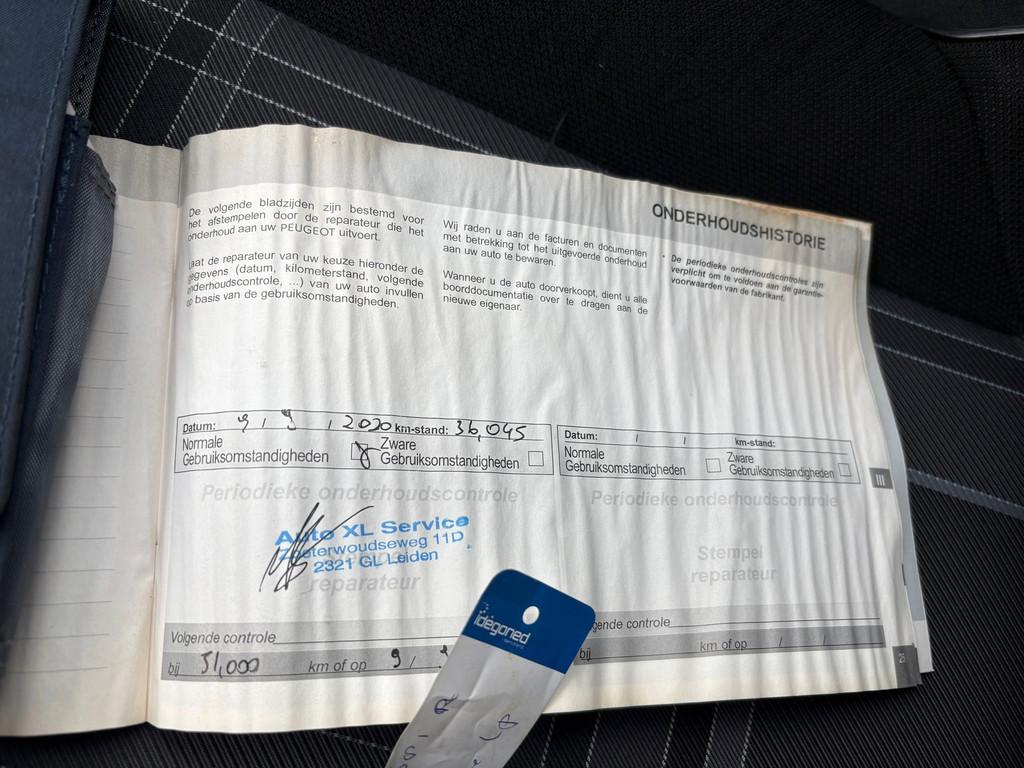 ONDERHOUDSHISTORIE
De volgende bladzijden zijn bestemd voor
het afstempelen door de reparateur die het
onderhoud aan uw PEUGEOT uitvoert.
Laat de reparateur van uw keuze hieronder de
gegevens (datum, kilometerstand, volgende
onderhoudscontrole, ...) van uw auto invullen
op basis van de gebruiksomstandigheden.
Wij raden u aan de facturen en documenten
met betrekking tot het uitgevoerde onderhoud
aan uw auto te bewaren.
Wanneer u de auto doorverkoopt, dient u alle
boorddocumentatie over te dragen aan de
nieuwe eigenaar.
* De periodieke onderhoudscontroles zijn
verplicht om te voldoen aan de garantie-
voorwaarden van de fabrikant.
Datum: 9 / 9 / 2020 km-stand: 36,045
Normale
Gebruiksomstandigheden
Zware
Gebruiksomstandigheden
Periodieke onderhoudscontrole
Auto XL Service
Zoeterwoudseweg 11D
2321 GL Leiden
reparateur
Volgende controle
bij 51,000 km of op 9 /
Datum: / / km-stand:
Normale
Gebruiksomstandigheden
Zware
Gebruiksomstandigheden
Periodieke onderhoudscontrole
Stempel
reparateur
gende controle
bij km of op / /
III